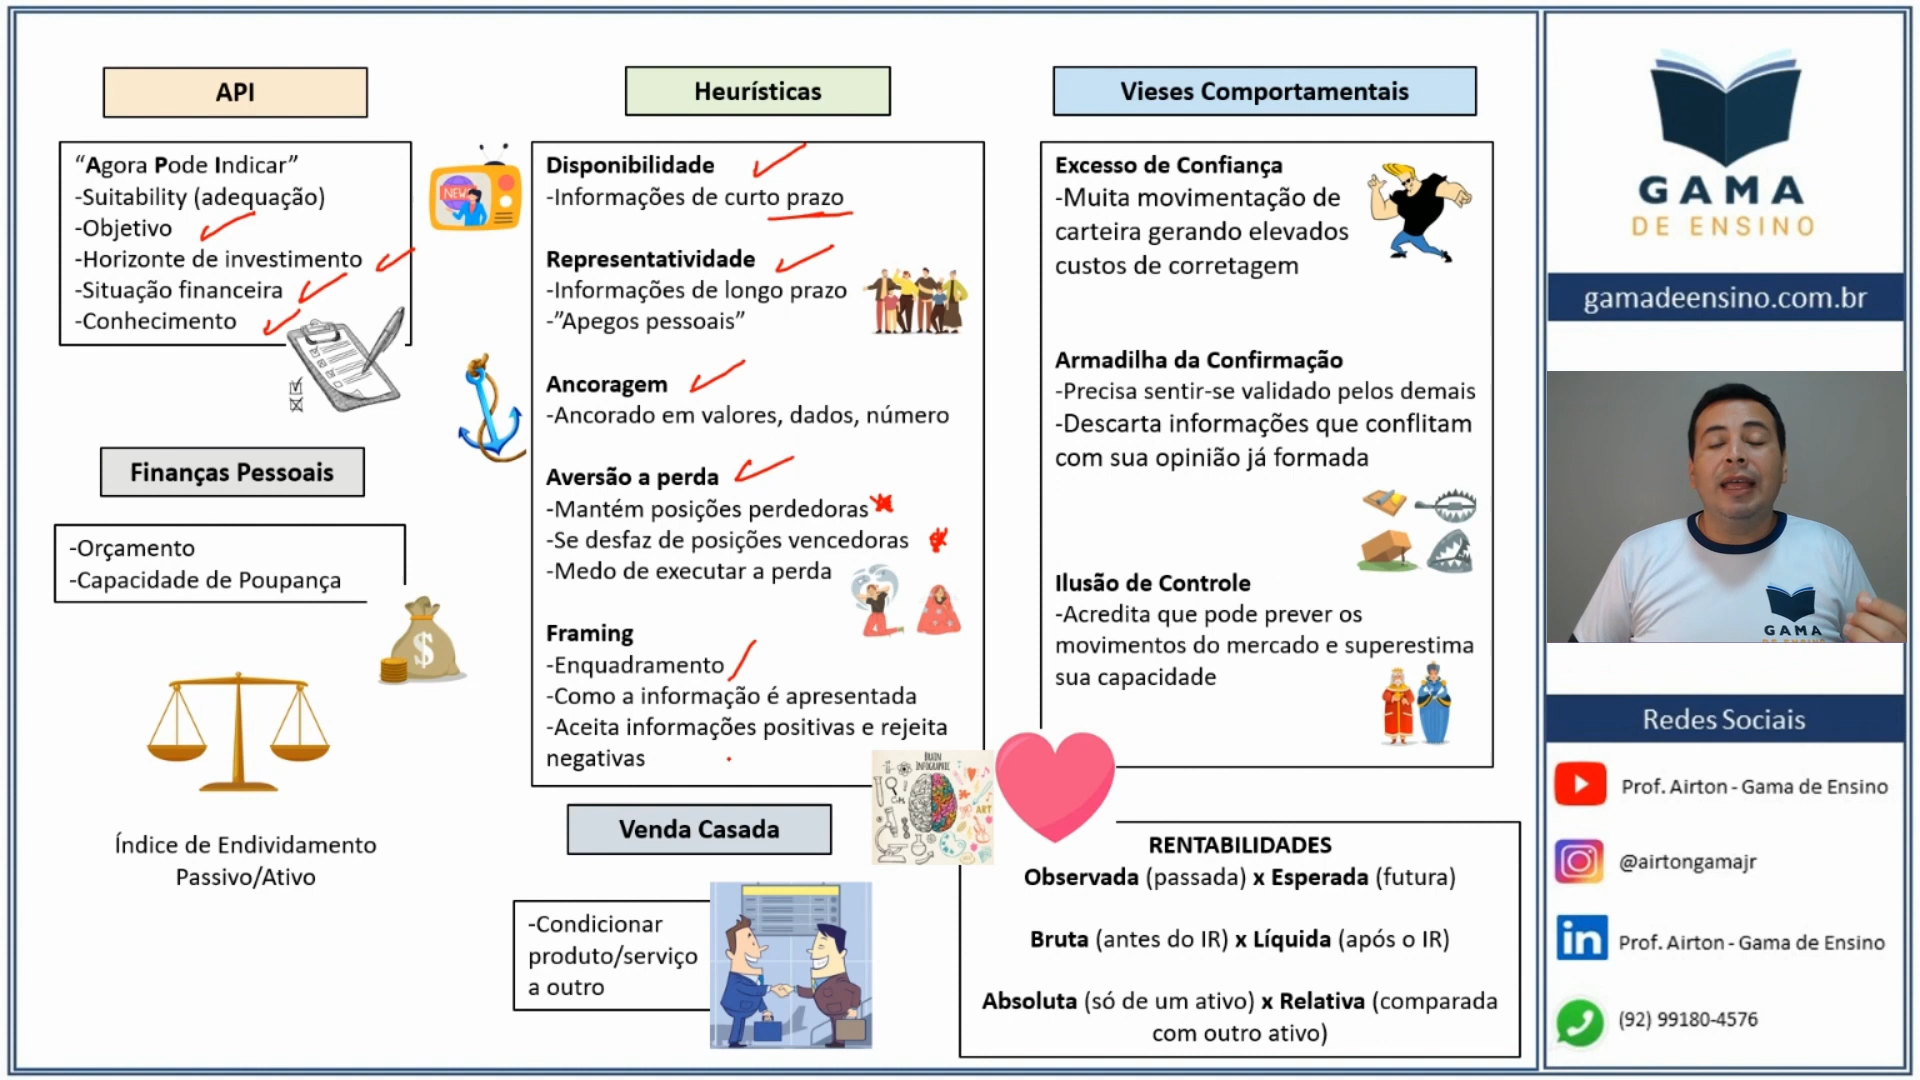 API
“Agora Pode Indicar”
-Suitability (adequação)
-Objetivo
-Horizonte de investimento
-Situação financeira
-Conhecimento
Finanças Pessoais
-Orçamento
-Capacidade de Poupança
$
Índice de Endividamento
Passivo/Ativo
Heurísticas
NEWS
Disponibilidade
-Informações de curto prazo
Representatividade
-Informações de longo prazo
-”Apegos pessoais”
Ancoragem
-Ancorado em valores, dados, número
Aversão a perda
-Mantém posições perdedoras
-Se desfaz de posições vencedoras
-Medo de executar a perda
Framing
-Enquadramento
-Como a informação é apresentada
-Aceita informações positivas e rejeita
negativas
BRAIN
INFOGRAPHIC
ART
Venda Casada
-Condicionar
produto/serviço
a outro
Vieses Comportamentais
Excesso de Confiança
-Muita movimentação de
carteira gerando elevados
custos de corretagem
Armadilha da Confirmação
-Precisa sentir-se validado pelos demais
-Descarta informações que conflitam
com sua opinião já formada
Ilusão de Controle
-Acredita que pode prever os
movimentos do mercado e superestima
sua capacidade
RENTABILIDADES
Observada (passada) x Esperada (futura)
Bruta (antes do IR) x Líquida (após o IR)
Absoluta (só de um ativo) x Relativa (comparada
com outro ativo)
GAMA
DE ENSINO
gamadeensino.com.br
GAMA
DE ENSINO
Redes Sociais
Prof. Airton - Gama de Ensino
@airtongamajr
in
Prof. Airton - Gama de Ensino
(92) 99180-4576